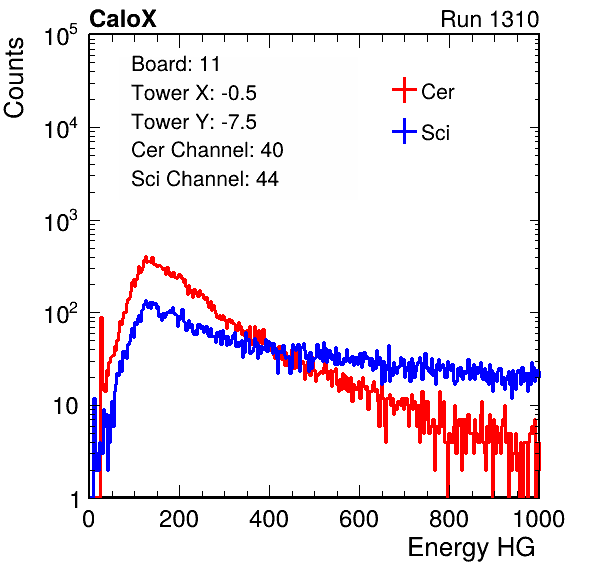 CaloX Run 1310
Counts
10^5
10^4
10^3
10^2
10
1
Board: 11
Tower X: -0.5
Tower Y: -7.5
Cer Channel: 40
Sci Channel: 44
Cer
Sci
0 200 400 600 800 1000
Energy HG